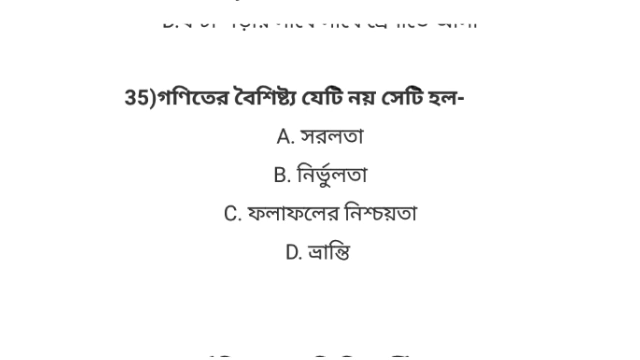 35)গণিতের বৈশিষ্ট্য যেটি নয় সেটি হল-
A. সরলতা
B. নির্ভুলতা
C. ফলাফলের নিশ্চয়তা
D. ভ্রান্তি